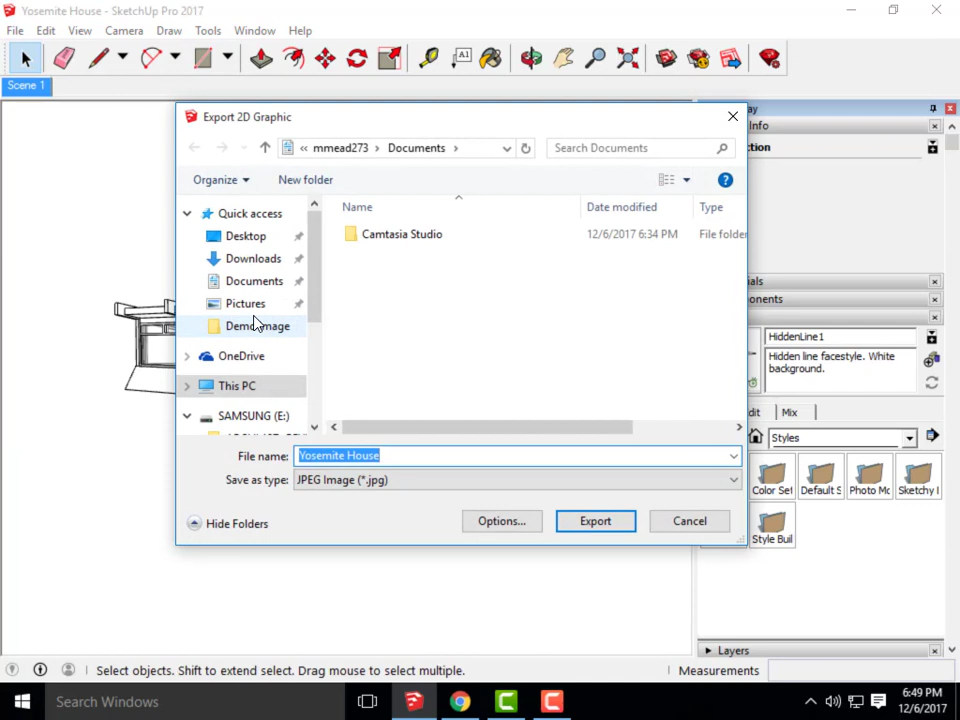 Yosemite House - SketchUp Pro 2017
File Edit View Camera Draw Tools Window Help
A1
Scene 1
Export 2D Graphic
« mmead273 › Documents ›
Search Documents
Organize
New folder
?
Quick access
Desktop
Downloads
Documents
Pictures
Demo Image
OneDrive
This PC
SAMSUNG (E:)
Name
Date modified
Type
Camtasia Studio
12/6/2017 6:34 PM
File folder
File name: Yosemite House
Save as type: JPEG Image (*.jpg)
Hide Folders
Options...
Export
Cancel
ay
Info
ction
ials
onents
HiddenLine1
Hidden line facestyle. White
background.
dit
Mix
Styles
Color Set
Default S
Photo Mo
Sketchy I
Style Buil
Layers
Select objects. Shift to extend select. Drag mouse to select multiple.
Measurements
Search Windows
6:49 PM
12/6/2017